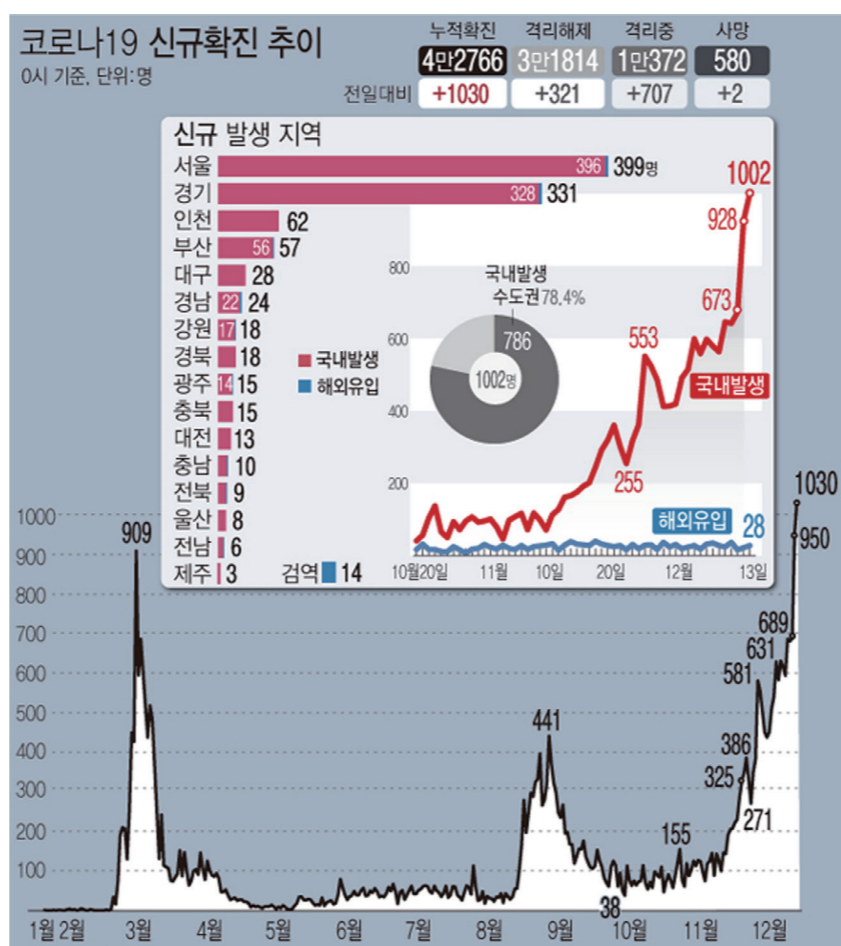 코로나19 신규확진 추이
0시 기준, 단위:명
누적확진 격리해제 격리중 사망
4만2766 3만1814 1만372 580
전일대비 +1030 +321 +707 +2
신규 발생 지역
서울 396 399명
경기 328 331
인천 62
부산 56 57
대구 28
경남 22 24
강원 17 18
경북 18
광주 14 15
충북 15
대전 13
충남 10
전북 9
울산 8
전남 6
제주 3
검역 14
국내발생
해외유입
국내발생
수도권 78.4%
786
1002명
1002
928
673
553
255
국내발생
해외유입 28
800
600
400
200
10월20일 11월 10일 20일 12월 13일
1030
950
689
631
581
386
325
271
155
38
441
909
1000
900
800
700
600
500
400
300
200
100
1월 2월 3월 4월 5월 6월 7월 8월 9월 10월 11월 12월